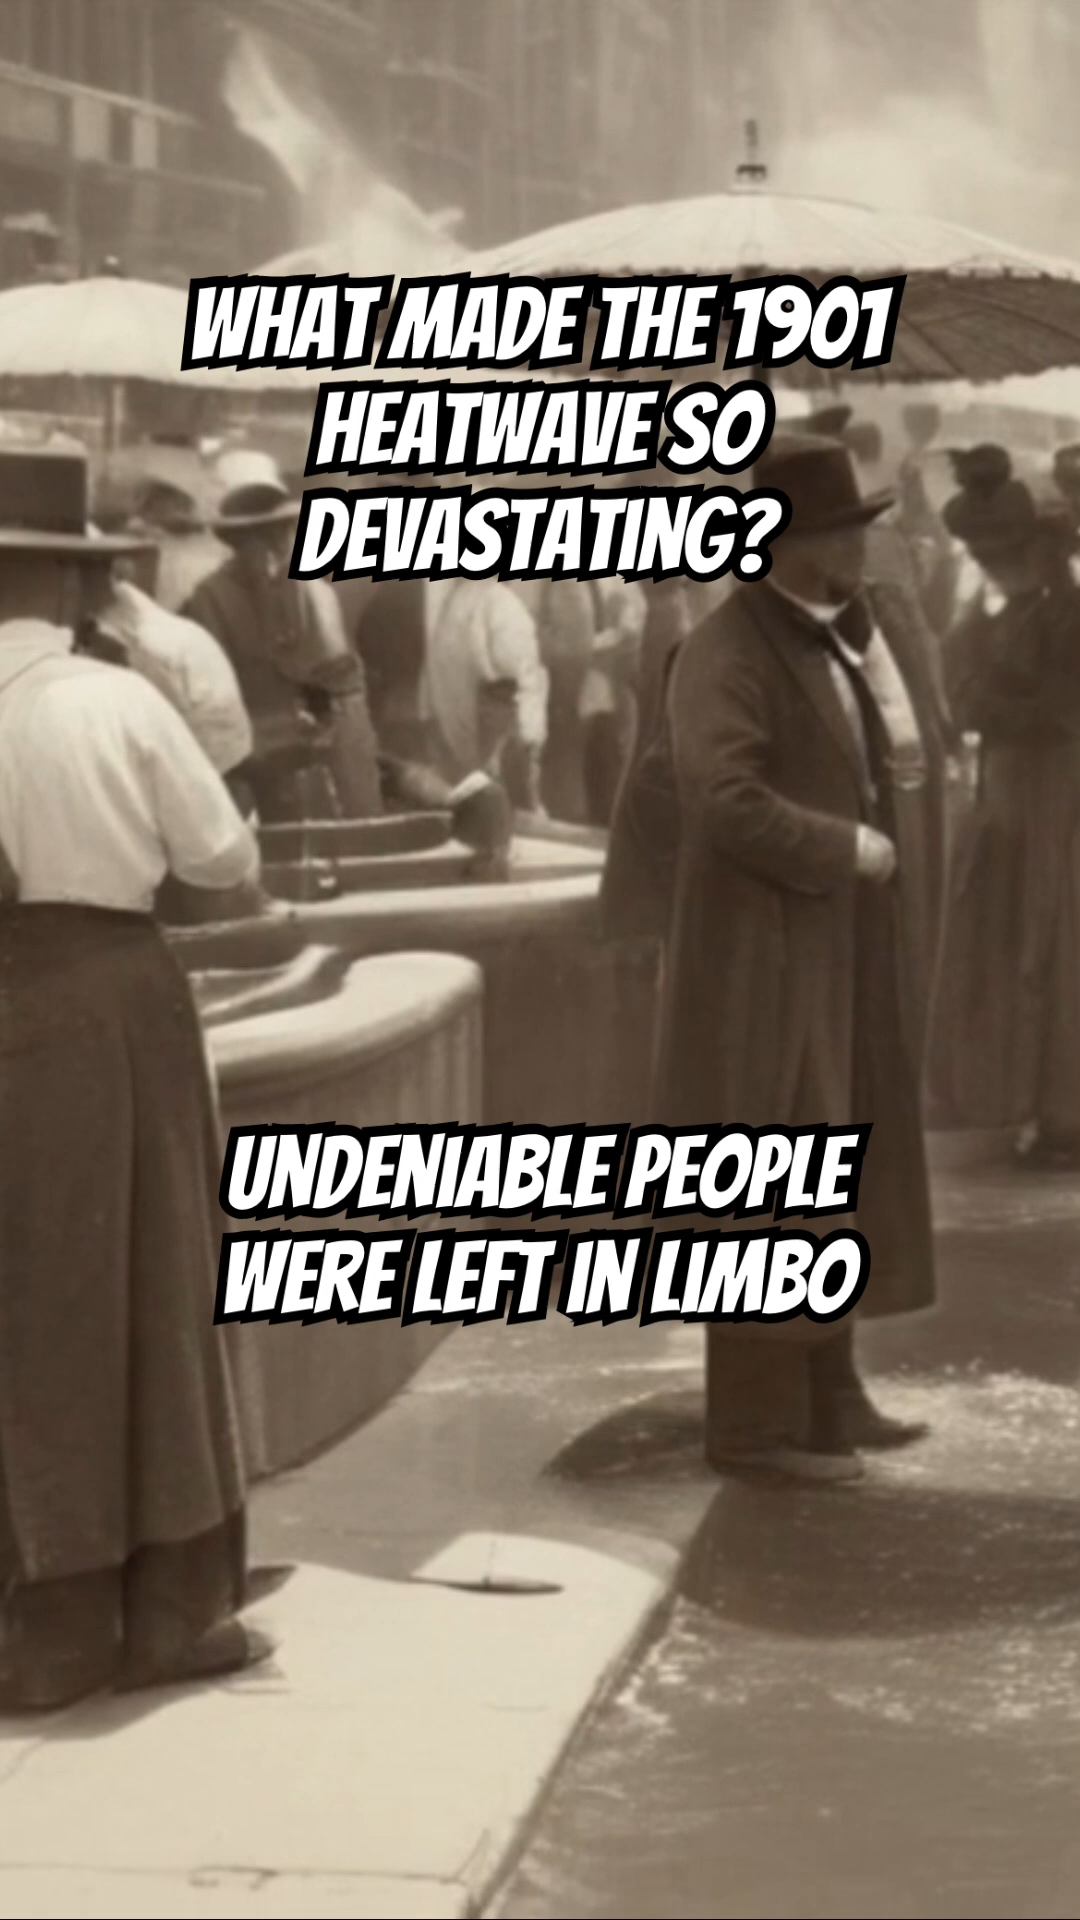 WHAT MADE THE 1901
HEATWAVE SO
DEVASTATING?
UNDENIABLE PEOPLE
WERE LEFT IN LIMBO